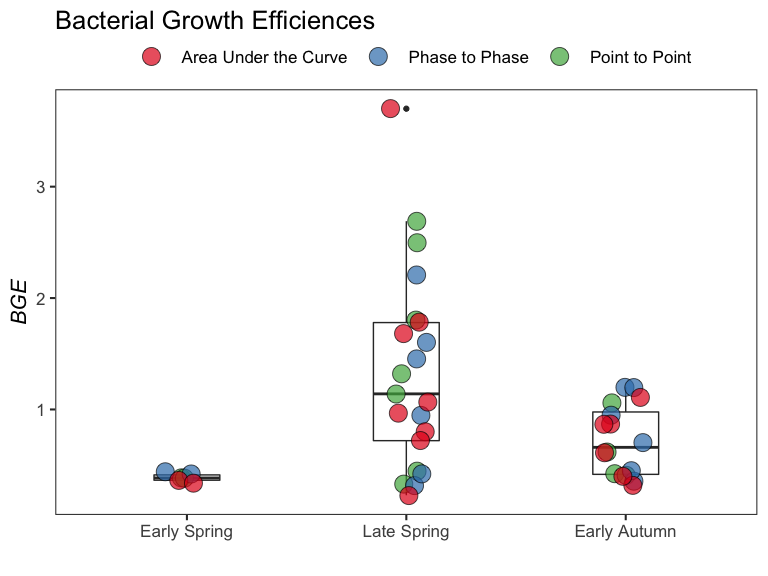 Bacterial Growth Efficiences
Area Under the Curve Phase to Phase Point to Point
BGE
3
2
1
Early Spring Late Spring Early Autumn